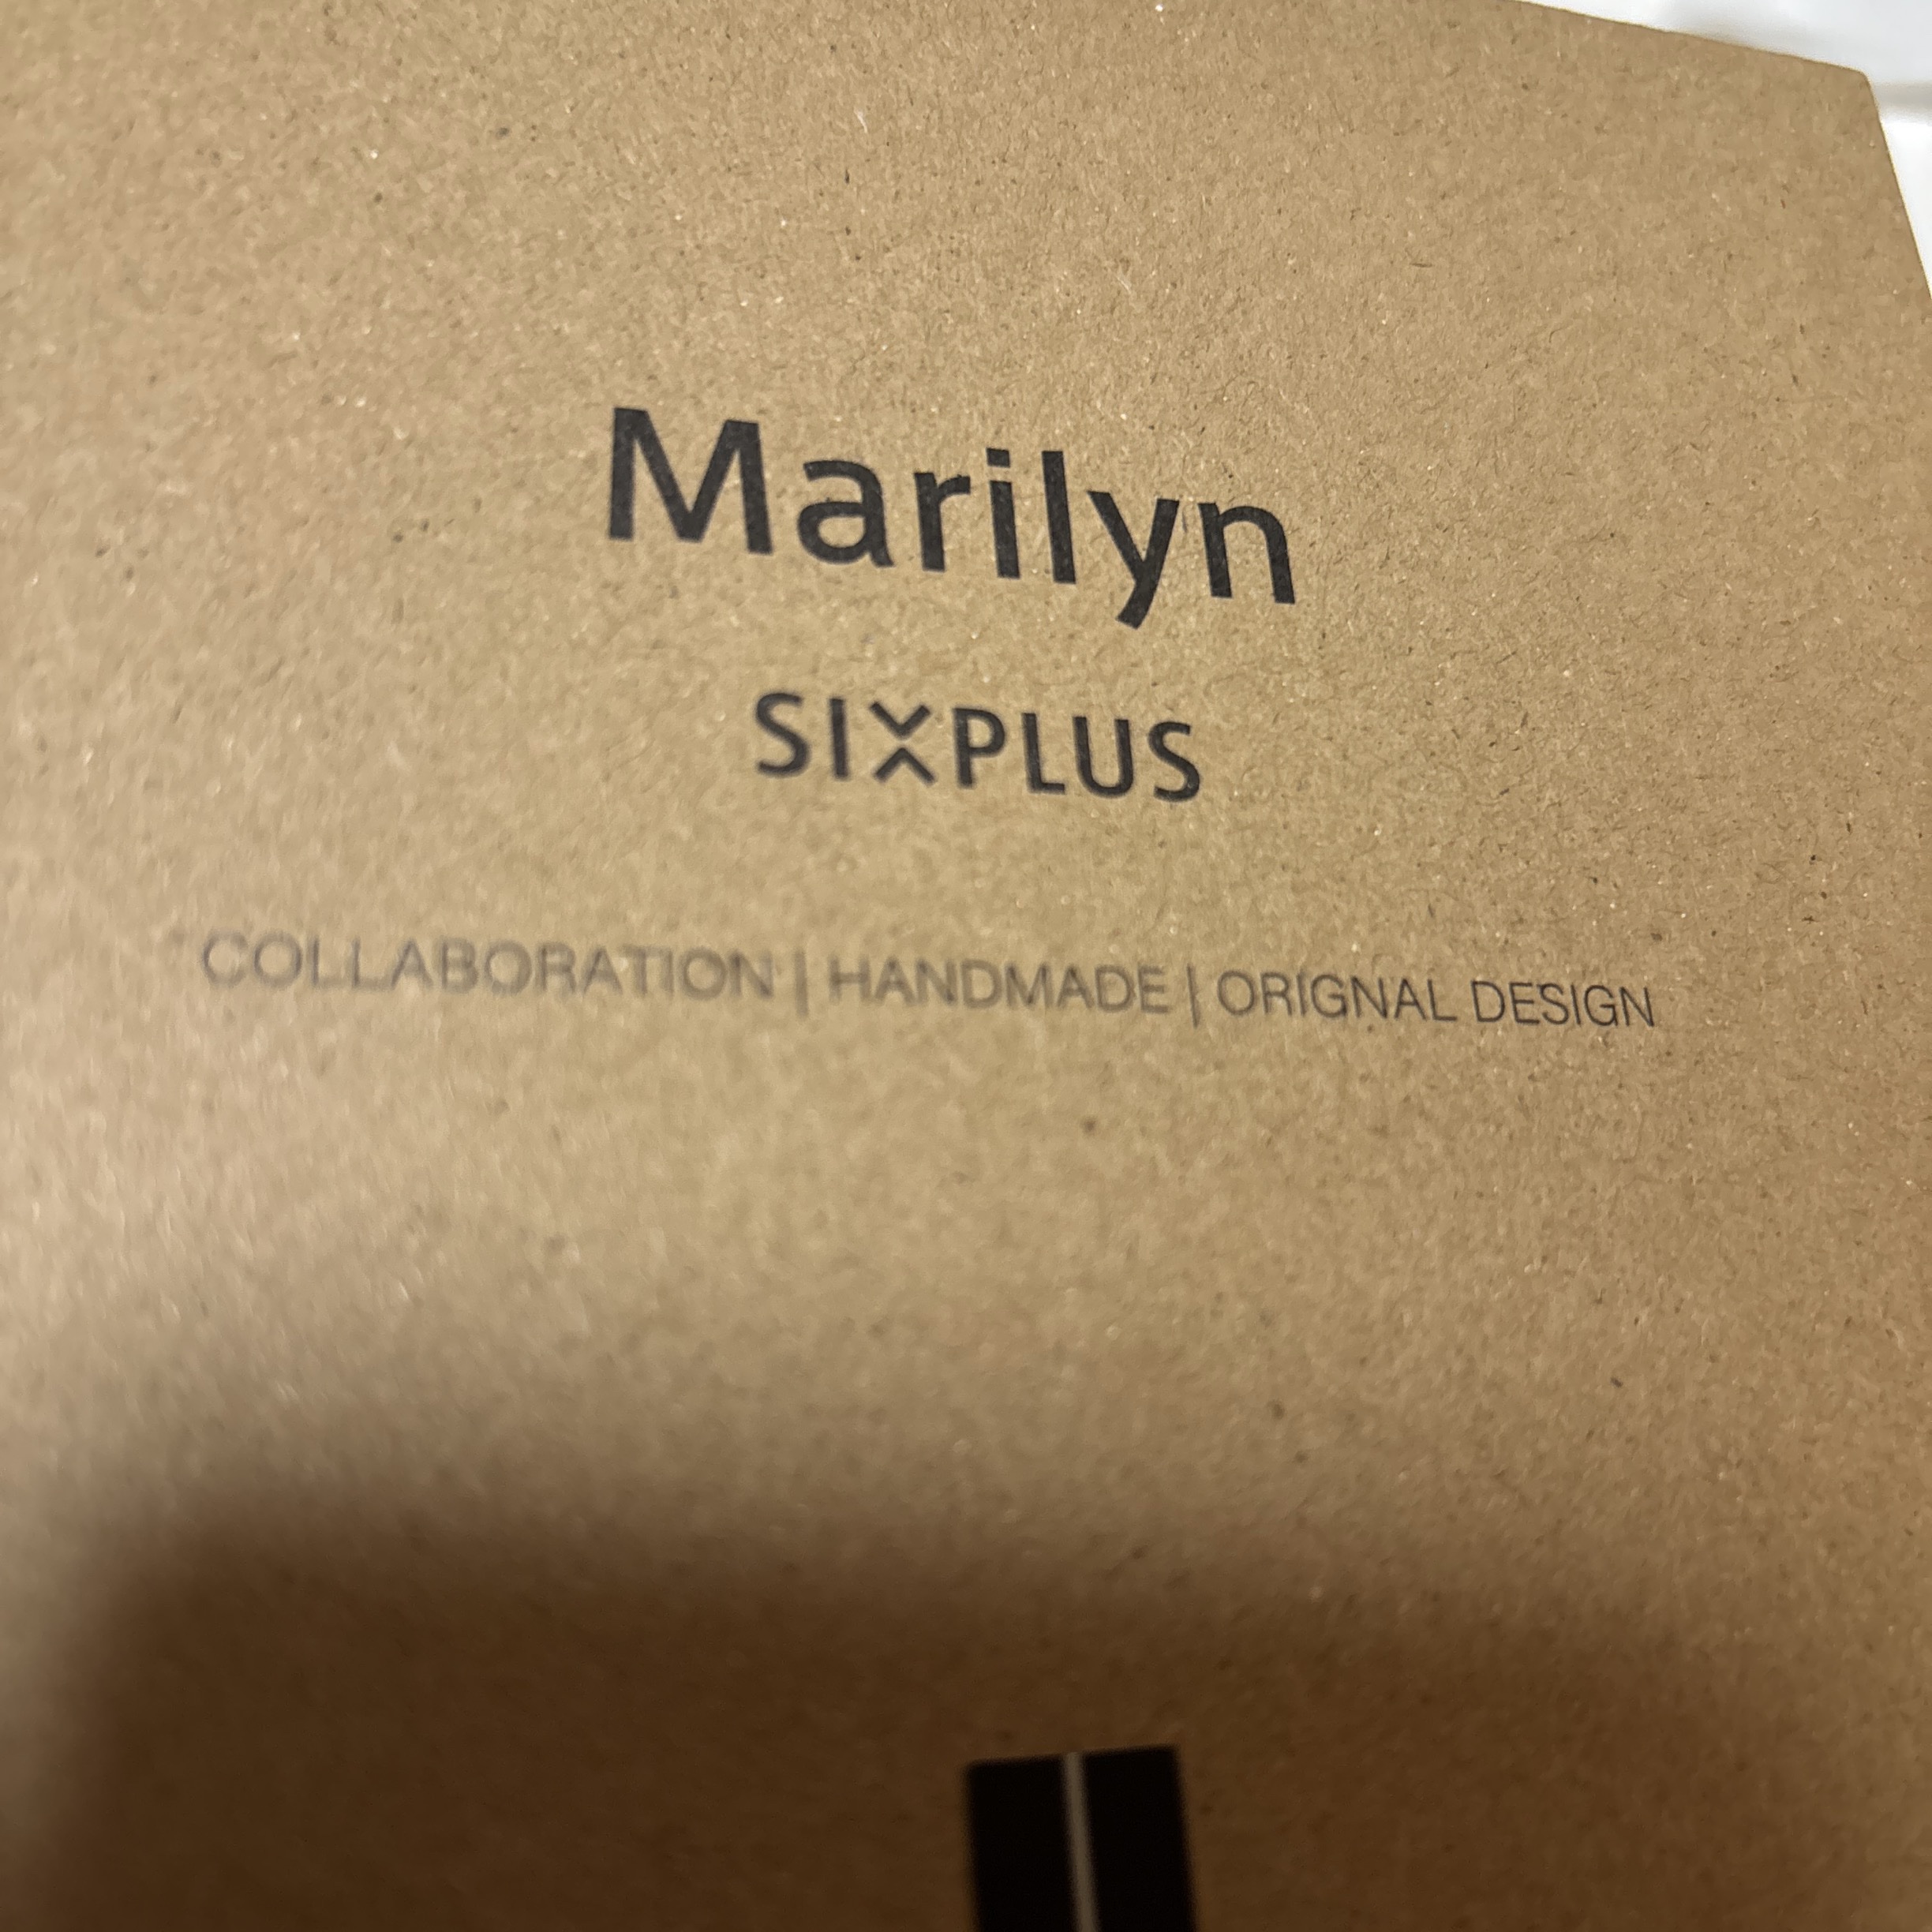 Marilyn
SIXPLUS
COLLABORATION | HANDMADE | ORIGNAL DESIGN